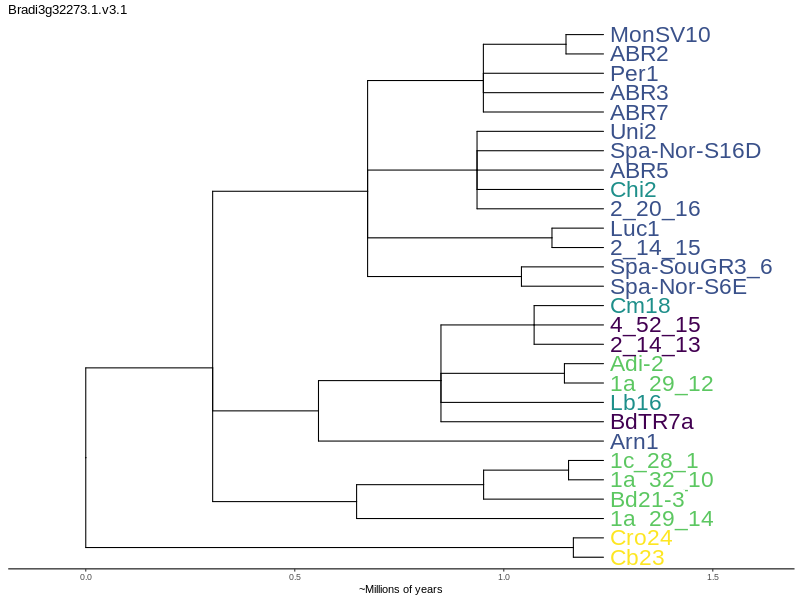 Bradi3g32273.1.v3.1
MonSV10
ABR2
Per1
ABR3
ABR7
Uni2
Spa-Nor-S16D
ABR5
Chi2
2_20_16
Luc1
2_14_15
Spa-SouGR3_6
Spa-Nor-S6E
Cm18
4_52_15
2_14_13
Adi-2
1a_29_12
Lb16
BdTR7a
Arn1
1c_28_1
1a_32_10
Bd21-3
1a_29_14
Cro24
Cb23
0.0 0.5 1.0 1.5
~Millions of years